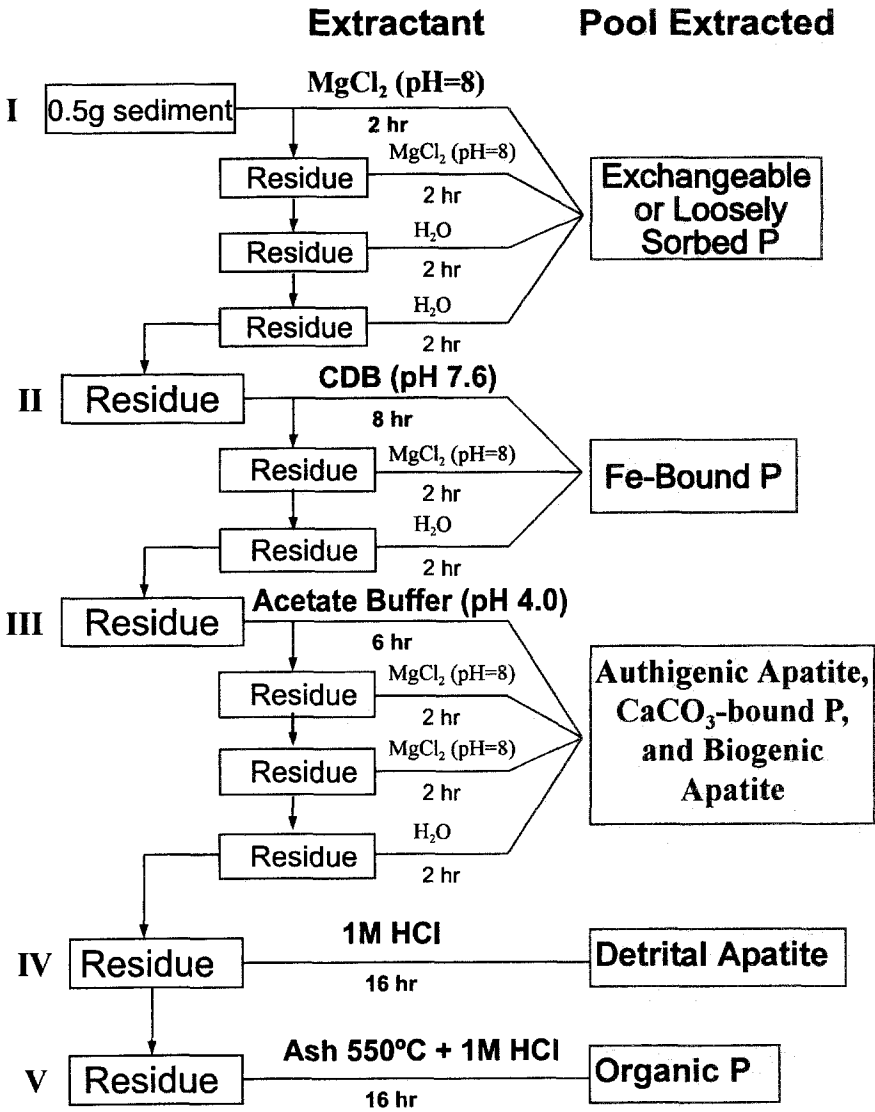 Extractant Pool Extracted
MgCl₂ (pH=8)
I 0.5g sediment
2 hr
MgCl₂ (pH=8)
Residue
2 hr
Exchangeable
or Loosely
Sorbed P
H₂O
Residue
2 hr
H₂O
Residue
2 hr
CDB (pH 7.6)
II Residue
8 hr
MgCl₂ (pH=8)
Residue
2 hr
Fe-Bound P
H₂O
Residue
2 hr
Acetate Buffer (pH 4.0)
III Residue
6 hr
MgCl₂ (pH=8)
Residue
2 hr
Authigenic Apatite,
CaCO₃-bound P,
and Biogenic
Apatite
MgCl₂ (pH=8)
Residue
2 hr
H₂O
Residue
2 hr
1M HCl
IV Residue
16 hr
Detrital Apatite
Ash 550ºC + 1M HCl
V Residue
16 hr
Organic P